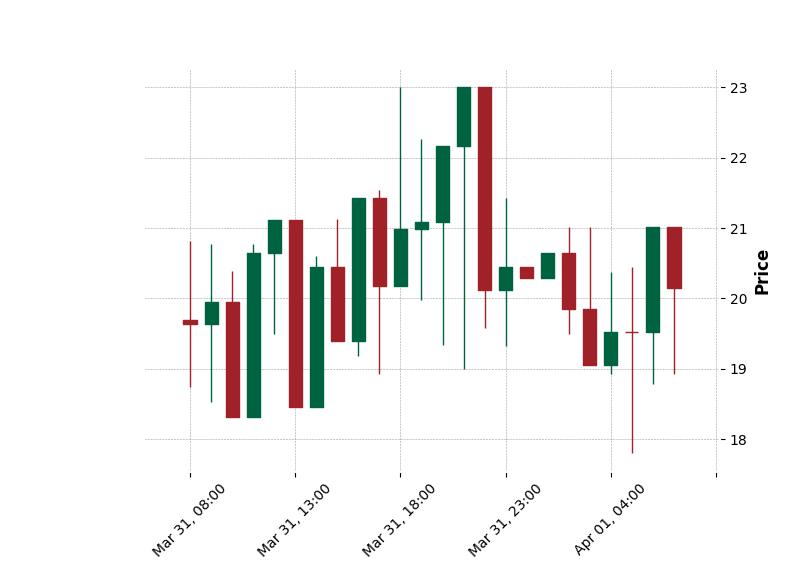 23
22
21
20
19
18
Price
Mar 31, 08:00
Mar 31, 13:00
Mar 31, 18:00
Mar 31, 23:00
Apr 01, 04:00